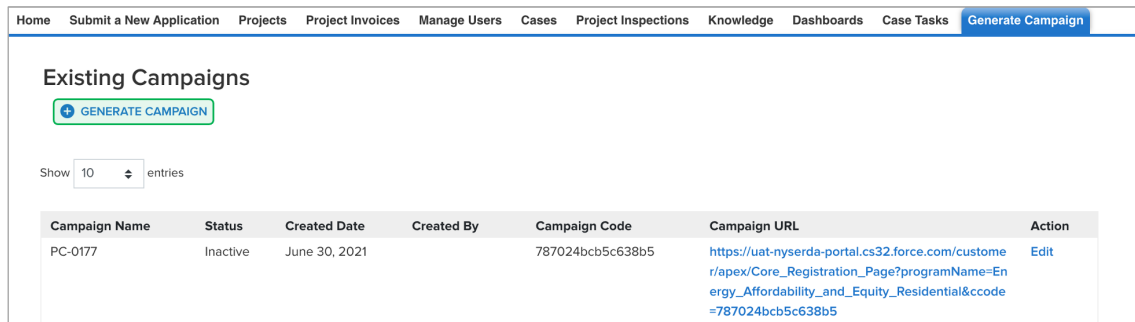 Home Submit a New Application Projects Project Invoices Manage Users Cases Project Inspections Knowledge Dashboards Case Tasks Generate Campaign
Existing Campaigns
GENERATE CAMPAIGN
Show 10 entries
Campaign Name Status Created Date Created By Campaign Code Campaign URL Action
PC-0177 Inactive June 30, 2021 787024bcb5c638b5 https://uat-nyserda-portal.cs32.force.com/custome Edit
r/apex/Core_Registration_Page?programName=En
ergy_Affordability_and_Equity_Residential&ccode
=787024bcb5c638b5